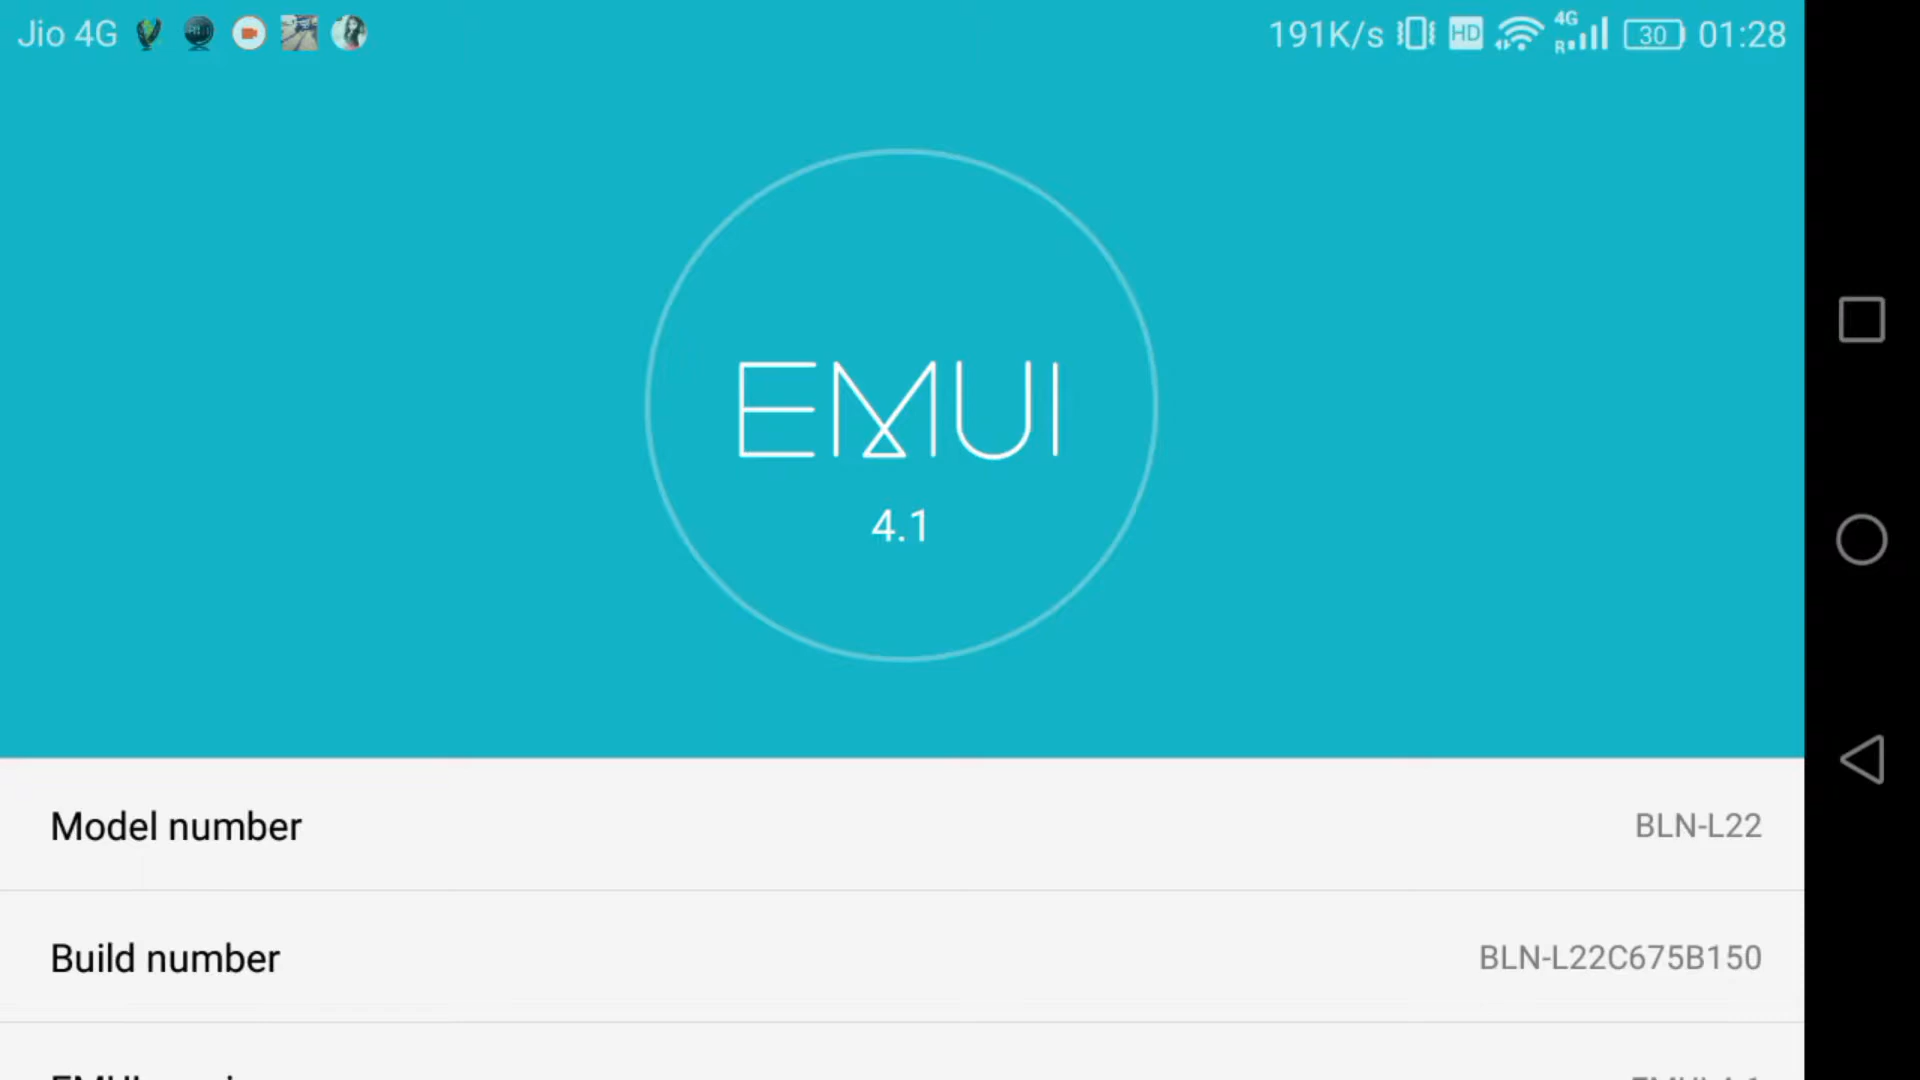 Jio 4G
191K/s HD 4G R 30 01:28
EMUI
4.1
Model number BLN-L22
Build number BLN-L22C675B150